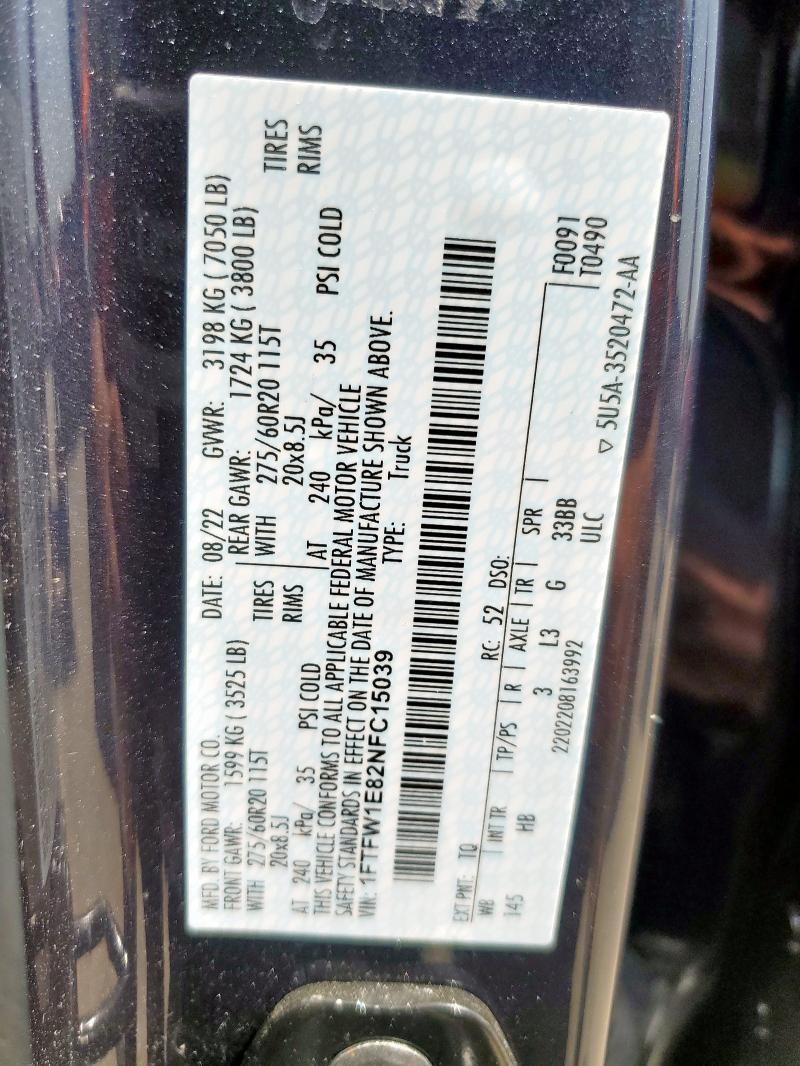 MFD. BY FORD MOTOR CO. DATE: 08/22 GVWR: 3198 KG ( 7050 LB)
FRONT GAWR: 1599 KG ( 3525 LB) REAR GAWR: 1724 KG ( 3800 LB)
WITH 275/60R20 115T TIRES WITH 275/60R20 115T TIRES
20x8.5J RIMS 20x8.5J RIMS
AT 240 kPa/ 35 PSI COLD AT 240 kPa/ 35 PSI COLD
THIS VEHICLE CONFORMS TO ALL APPLICABLE FEDERAL MOTOR VEHICLE
SAFETY STANDARDS IN EFFECT ON THE DATE OF MANUFACTURE SHOWN ABOVE.
VIN: 1FTFW1E82NFC15039 TYPE: Truck
EXT PNT: TQ RC: 52 DSO: F0091
WB INT TR TP/PS R AXLE TR SPR T0490
145 HB 3 L3 G 33BB
2202208163992 ULC
▽ 5U5A-3520472-AA